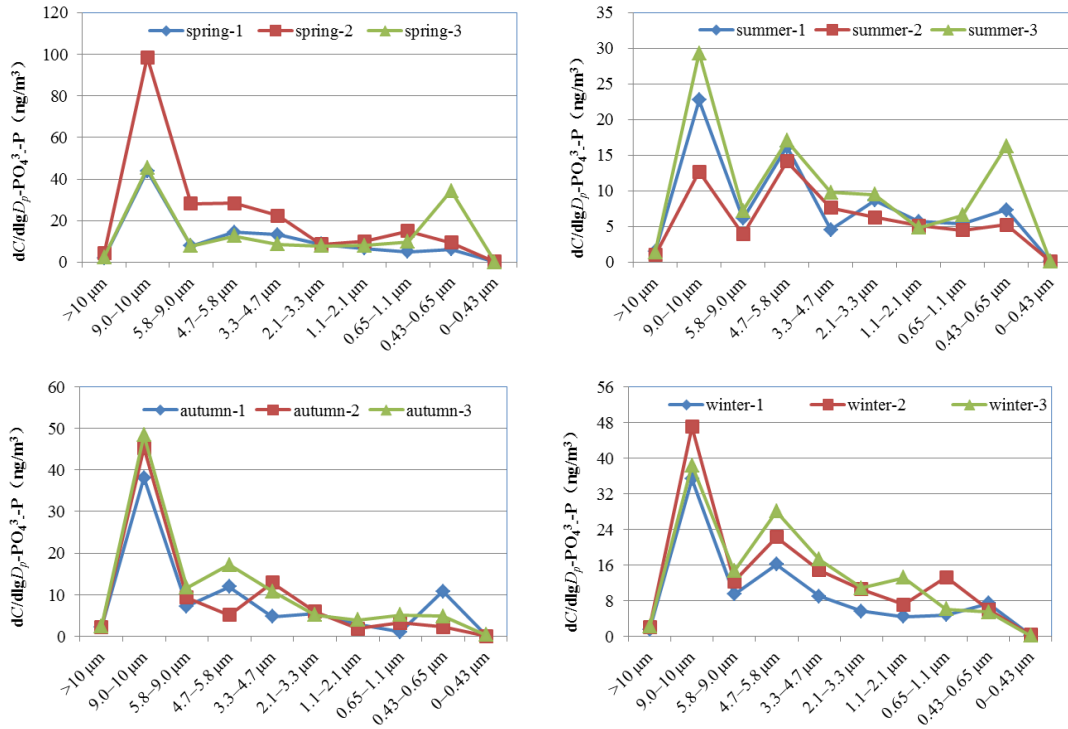 spring-1 spring-2 spring-3
dC/dlgDp-PO₄³--P（ng/m³）
120
100
80
60
40
20
0
>10 μm
9.0–10 μm
5.8–9.0 μm
4.7–5.8 μm
3.3–4.7 μm
2.1–3.3 μm
1.1–2.1 μm
0.65–1.1 μm
0.43–0.65 μm
0–0.43 μm
summer-1 summer-2 summer-3
dC/dlgDp-PO₄³--P（ng/m³）
35
30
25
20
15
10
5
0
>10 μm
9.0–10 μm
5.8–9.0 μm
4.7–5.8 μm
3.3–4.7 μm
2.1–3.3 μm
1.1–2.1 μm
0.65–1.1 μm
0.43–0.65 μm
0–0.43 μm
autumn-1 autumn-2 autumn-3
dC/dlgDp-PO₄³--P（ng/m³）
60
50
40
30
20
10
0
>10 μm
9.0–10 μm
5.8–9.0 μm
4.7–5.8 μm
3.3–4.7 μm
2.1–3.3 μm
1.1–2.1 μm
0.65–1.1 μm
0.43–0.65 μm
0–0.43 μm
winter-1 winter-2 winter-3
dC/dlgDp-PO₄³--P（ng/m³）
56
48
40
32
24
16
8
0
>10 μm
9.0–10 μm
5.8–9.0 μm
4.7–5.8 μm
3.3–4.7 μm
2.1–3.3 μm
1.1–2.1 μm
0.65–1.1 μm
0.43–0.65 μm
0–0.43 μm